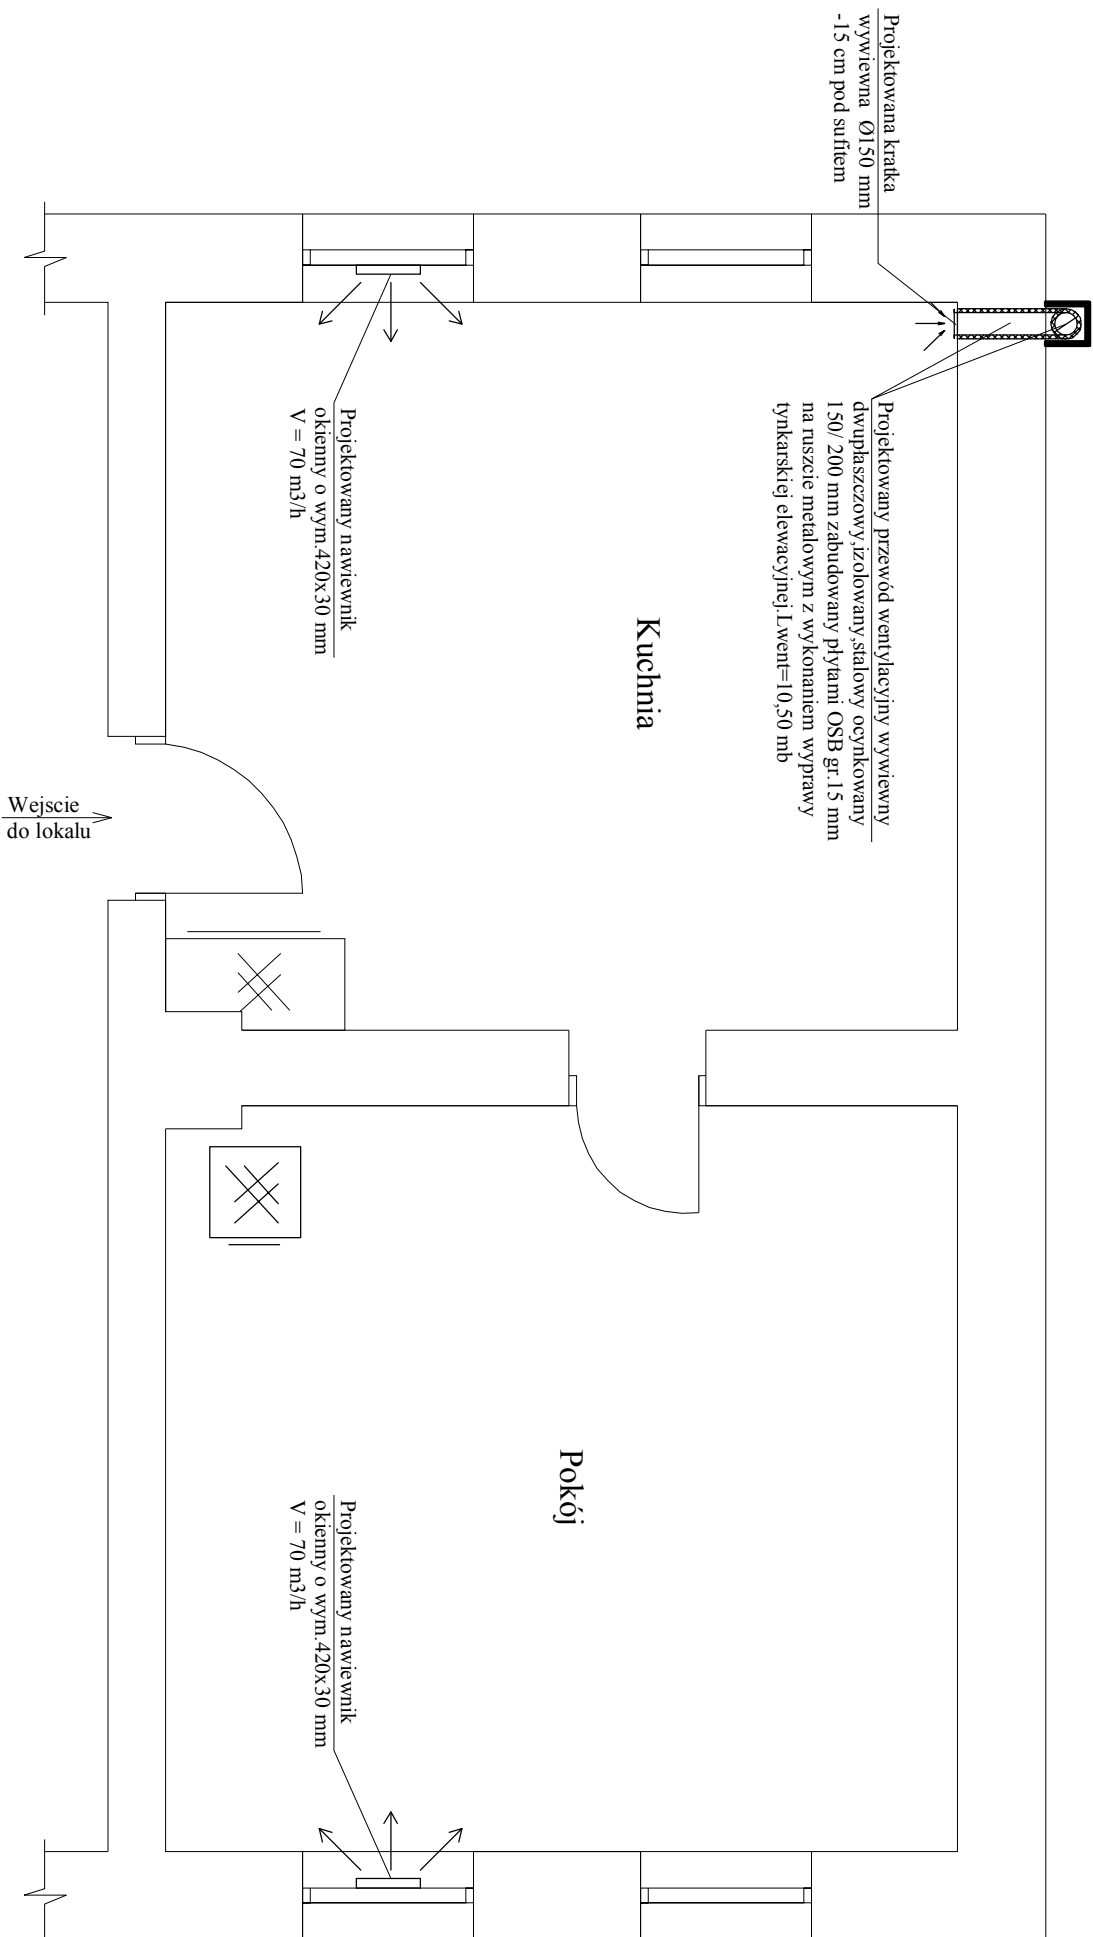 Projektowana kratka
wywiewna Ø150 mm
-15 cm pod sufitem
Projektowany przewód wentylacyjny wywiewny
dwupłaszczowy,izolowany,stalowy ocynkowany
150/ 200 mm zabudowany płytami OSB gr.15 mm
na ruszcie metalowym z wykonaniem wyprawy
tynkarskiej elewacyjnej.Lwent=10,50 mb
Kuchnia
Projektowany nawiewnik
okienny o wym.420x30 mm
V = 70 m3/h
Pokój
Projektowany nawiewnik
okienny o wym.420x30 mm
V = 70 m3/h
Wejscie
do lokalu